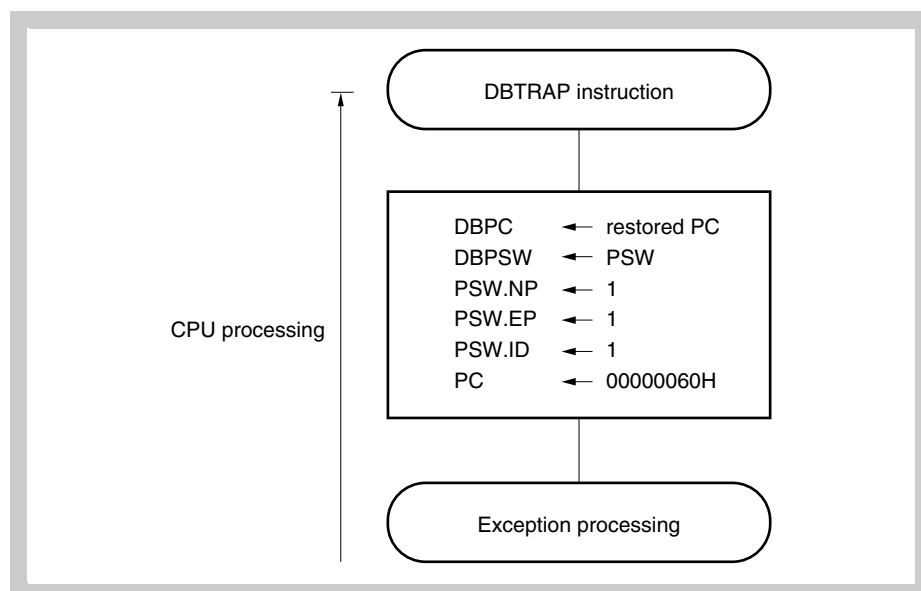 DBTRAP instruction
DBPC ← restored PC
DBPSW ← PSW
PSW.NP ← 1
PSW.EP ← 1
PSW.ID ← 1
PC ← 00000060H
CPU processing
Exception processing